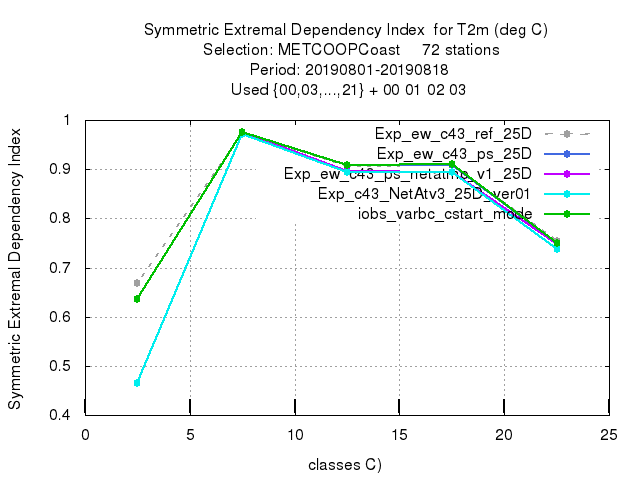 Symmetric Extremal Dependency Index for T2m (deg C)
Selection: METCOOPCoast 72 stations
Period: 20190801-20190818
Used {00,03,...,21} + 00 01 02 03
Symmetric Extremal Dependency Index
1
0.9
0.8
0.7
0.6
0.5
0.4
Exp_ew_c43_ref_25D
Exp_ew_c43_ps_25D
Exp_ew_c43_ps_netatmo_v1_25D
Exp_c43_NetAtv3_25D_ver01
iobs_varbc_cstart_mode
0 5 10 15 20 25
classes C)